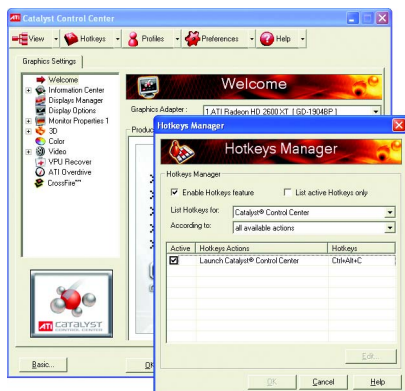 ATI Catalyst Control Center
View Hotkeys Profiles Preferences Help
Graphics Settings
Welcome
Information Center
Displays Manager
Display Options
Monitor Properties 1
3D
Color
Video
VPU Recover
ATI Overdrive
CrossFire™
ATI CATALYST
CONTROL CENTER
Basic...
Welcome
Graphics Adapter :
1.ATI Radeon HD 2600 XT [ GD-1904BP ]
Produc
Hotkeys Manager
Hotkeys Manager
Hotkeys Manager
Enable Hotkeys feature
List active Hotkeys only
List Hotkeys for:
Catalyst® Control Center
According to:
all available actions
Active Hotkeys Actions Hotkeys
Launch Catalyst® Control Center Ctrl+Alt+C
Edit...
OK Cancel Help